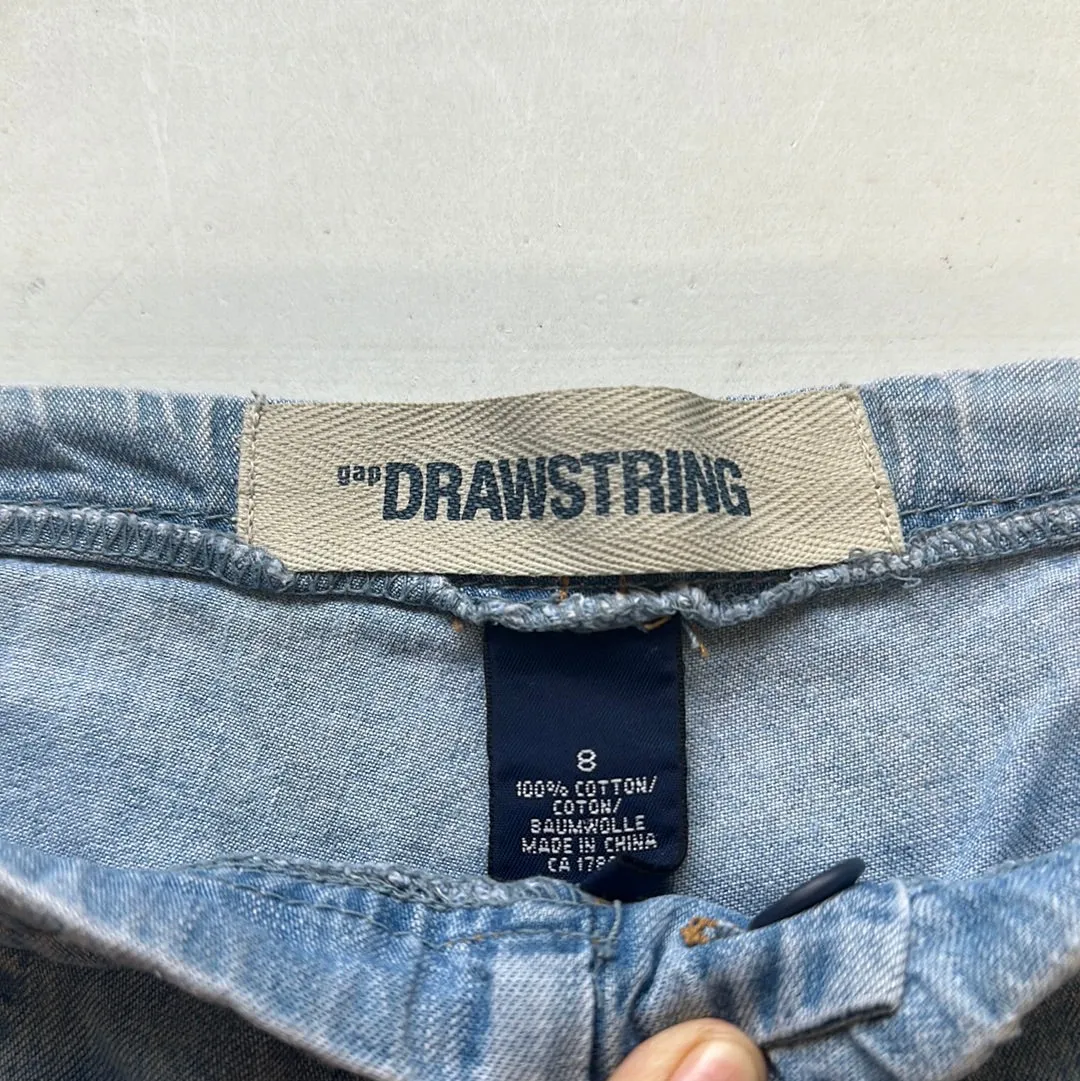 gap DRAWSTRING
8
100% COTTON/
COTON/
BAUMWOLLE
MADE IN CHINA